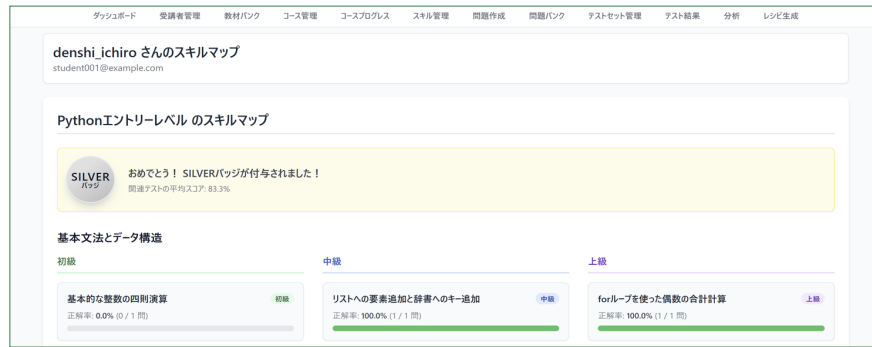 ダッシュボード 受講者管理 教材バンク コース管理 コースプログレス スキル管理 問題作成 問題バンク テストセット管理 テスト結果 分析 レシピ生成
denshi_ichiro さんのスキルマップ
student001@example.com
Pythonエントリーレベル のスキルマップ
SILVER
バッジ
おめでとう！ SILVERバッジが付与されました！
関連テストの平均スコア: 83.3%
基本文法とデータ構造
初級 中級 上級
基本的な整数の四則演算 初級 リストへの要素追加と辞書へのキー追加 中級 forループを使った偶数の合計計算 上級
正解率: 0.0% (0 / 1 問) 正解率: 100.0% (1 / 1 問) 正解率: 100.0% (1 / 1 問)